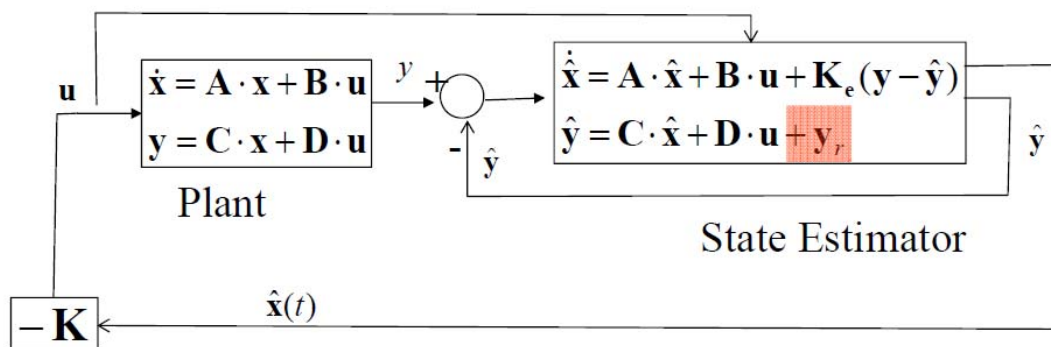 u
ẋ = A · x + B · u
y = C · x + D · u
Plant
y
+
-
ŷ
x̂̇ = A · x̂ + B · u + Kₑ(y − ŷ)
ŷ = C · x̂ + D · u + yᵣ
ŷ
State Estimator
− K
x̂(t)